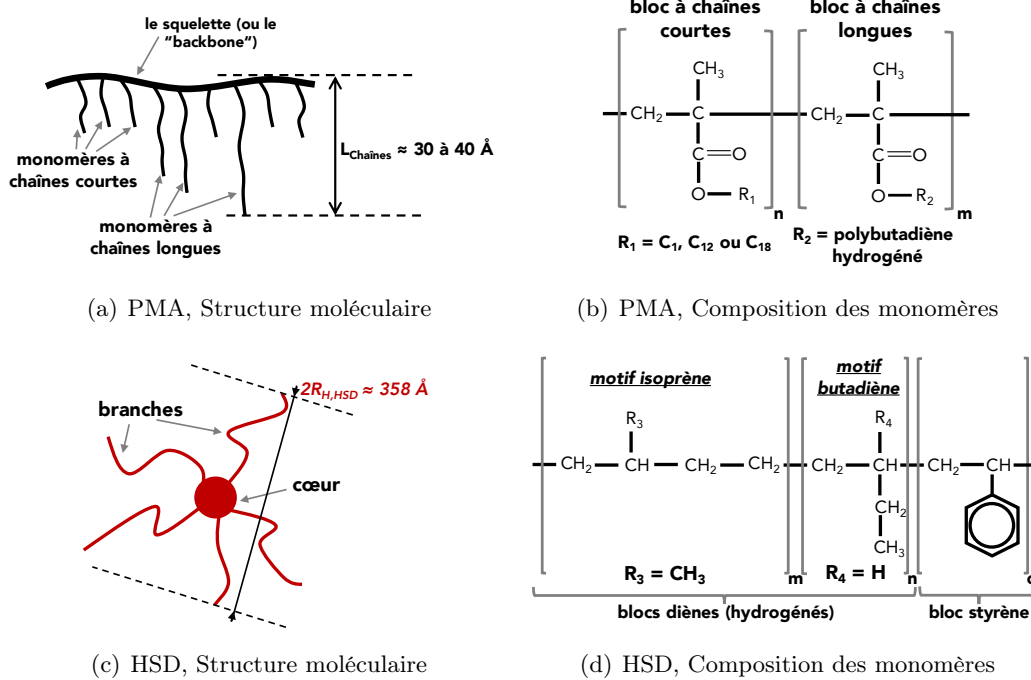 le squelette (ou le
"backbone")
monomères à
chaînes courtes
monomères à
chaînes longues
LChaînes ≈ 30 à 40 Å
(a) PMA, Structure moléculaire
bloc à chaînes
courtes
bloc à chaînes
longues
CH3
CH3
CH2
C
CH2
C
C
O
C
O
O
R1
O
R2
n
m
R1 = C1, C12 ou C18
R2 = polybutadiène
hydrogéné
(b) PMA, Composition des monomères
2RH,HSD ≈ 358 Å
branches
cœur
(c) HSD, Structure moléculaire
motif isoprène
motif
butadiène
R3
R4
CH2
CH
CH2
CH2
CH2
CH
CH2
CH
CH2
CH3
R3 = CH3
m
R4 = H
n
blocs diènes (hydrogénés)
bloc styrène
(d) HSD, Composition des monomères